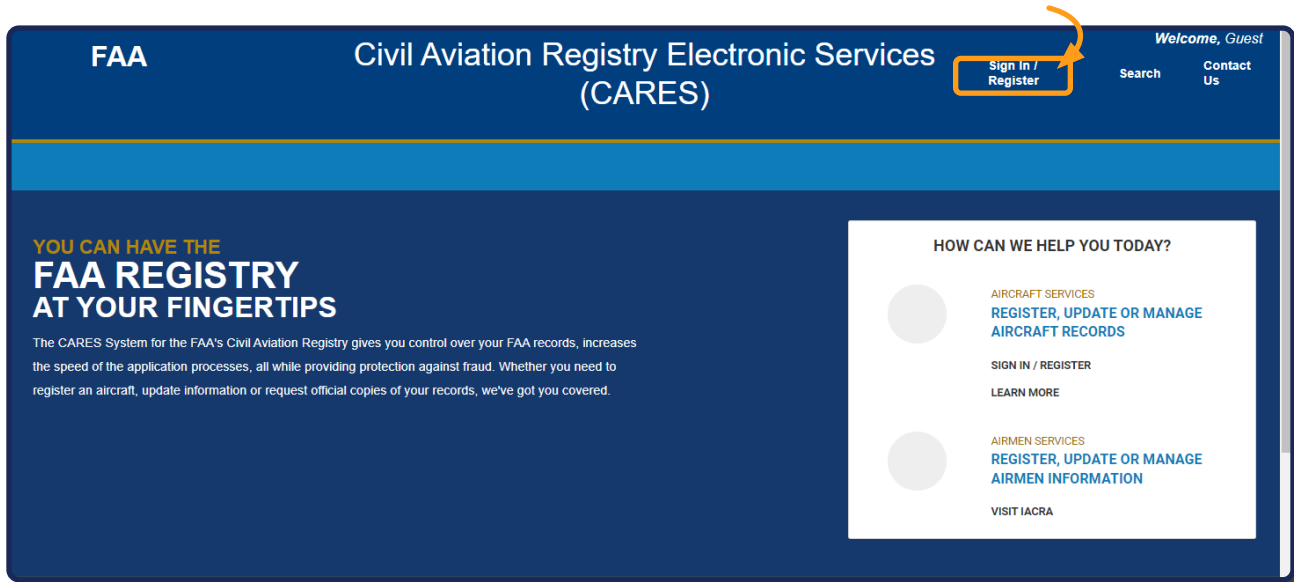 FAA
Civil Aviation Registry Electronic Services
(CARES)
Welcome, Guest
Sign In /
Register
Search
Contact
Us
YOU CAN HAVE THE
FAA REGISTRY
AT YOUR FINGERTIPS
The CARES System for the FAA's Civil Aviation Registry gives you control over your FAA records, increases
the speed of the application processes, all while providing protection against fraud. Whether you need to
register an aircraft, update information or request official copies of your records, we've got you covered.
HOW CAN WE HELP YOU TODAY?
AIRCRAFT SERVICES
REGISTER, UPDATE OR MANAGE
AIRCRAFT RECORDS
SIGN IN / REGISTER
LEARN MORE
AIRMEN SERVICES
REGISTER, UPDATE OR MANAGE
AIRMEN INFORMATION
VISIT IACRA